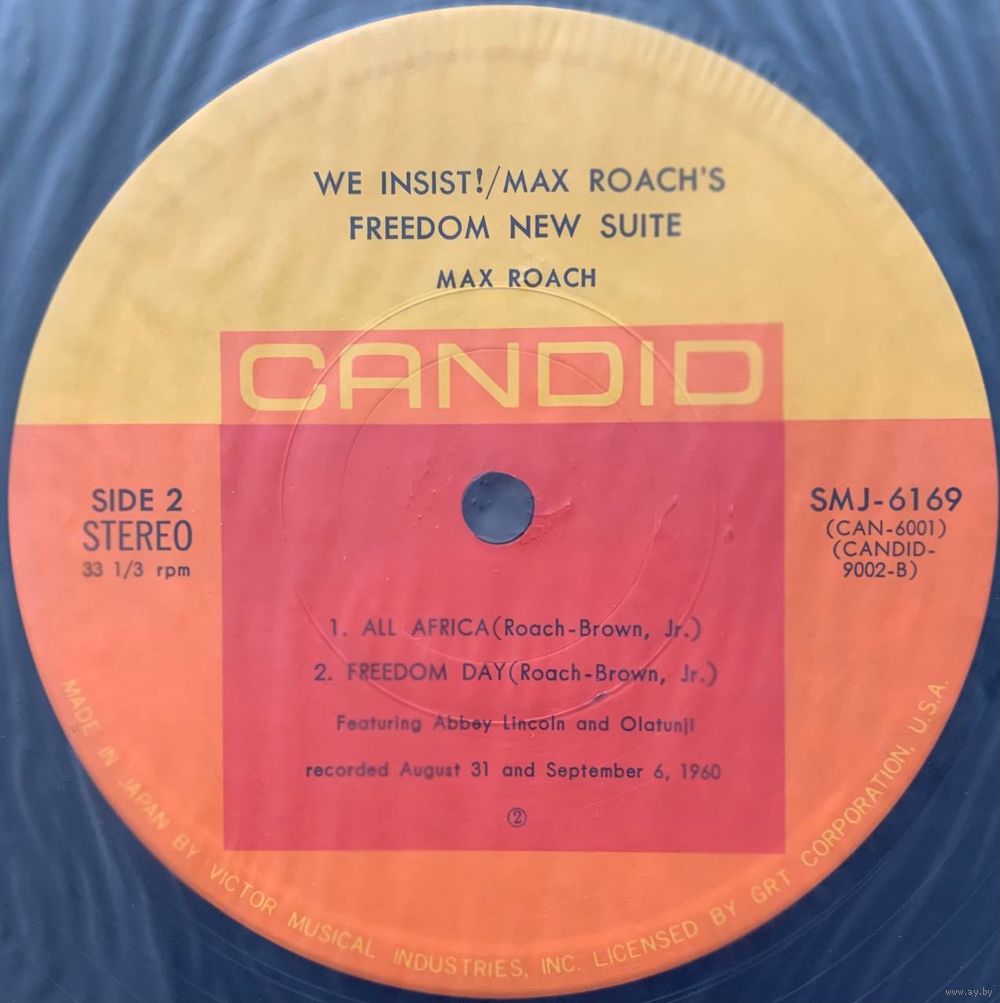 WE INSIST!/MAX ROACH'S
FREEDOM NEW SUITE
MAX ROACH
CANDID
SIDE 2
STEREO
33 1/3 rpm
SMJ-6169
(CAN-6001)
(CANDID-
9002-B)
1. ALL AFRICA(Roach-Brown, Jr.)
2. FREEDOM DAY(Roach-Brown, Jr.)
Featuring Abbey Lincoln and Olatunji
recorded August 31 and September 6, 1960
②
MADE IN JAPAN BY VICTOR MUSICAL INDUSTRIES, INC. LICENSED BY GRT CORPORATION, U.S.A.
www.ay.by